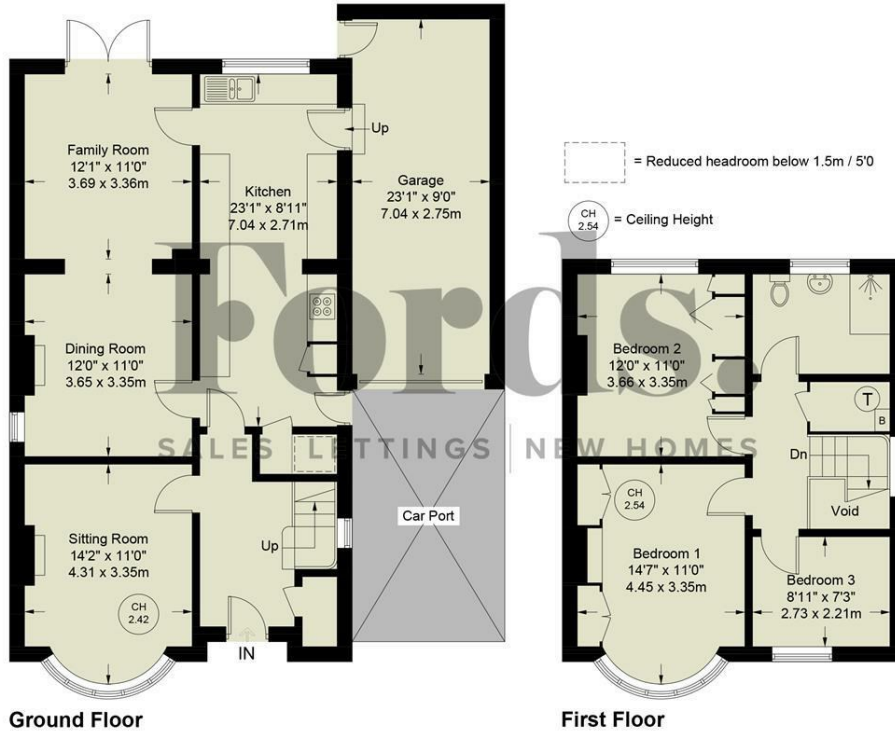 Family Room
12'1" x 11'0"
3.69 x 3.36m
Kitchen
23'1" x 8'11"
7.04 x 2.71m
Up
Garage
23'1" x 9'0"
7.04 x 2.75m
Dining Room
12'0" x 11'0"
3.65 x 3.35m
Sitting Room
14'2" x 11'0"
4.31 x 3.35m
CH
2.42
Up
IN
Car Port
Ground Floor
= Reduced headroom below 1.5m / 5'0
CH
2.54
= Ceiling Height
Bedroom 2
12'0" x 11'0"
3.66 x 3.35m
T
B
Dn
Void
CH
2.54
Bedroom 1
14'7" x 11'0"
4.45 x 3.35m
Bedroom 3
8'11" x 7'3"
2.73 x 2.21m
First Floor
Fords.
SALES LETTINGS | NEW HOMES